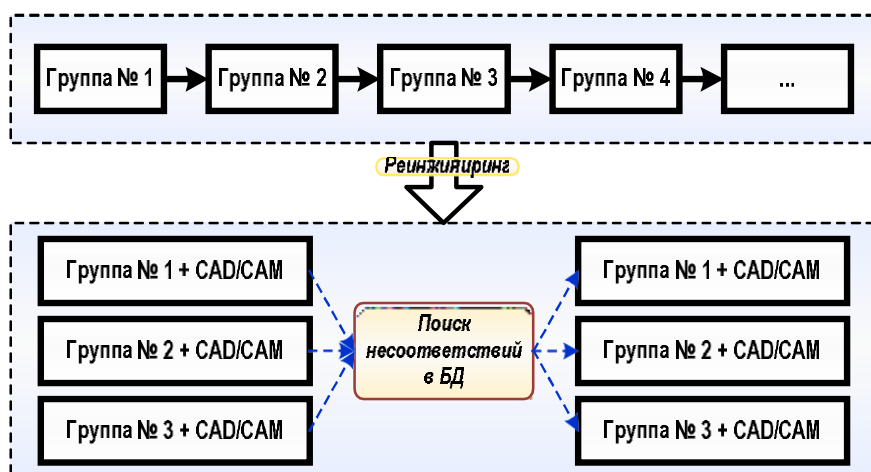 Группа № 1
Группа № 2
Группа № 3
Группа № 4
...
Реинжиниринг
Группа № 1 + CAD/CAM
Группа № 1 + CAD/CAM
Поиск
несоответствий
в БД
Группа № 2 + CAD/CAM
Группа № 2 + CAD/CAM
Группа № 3 + CAD/CAM
Группа № 3 + CAD/CAM